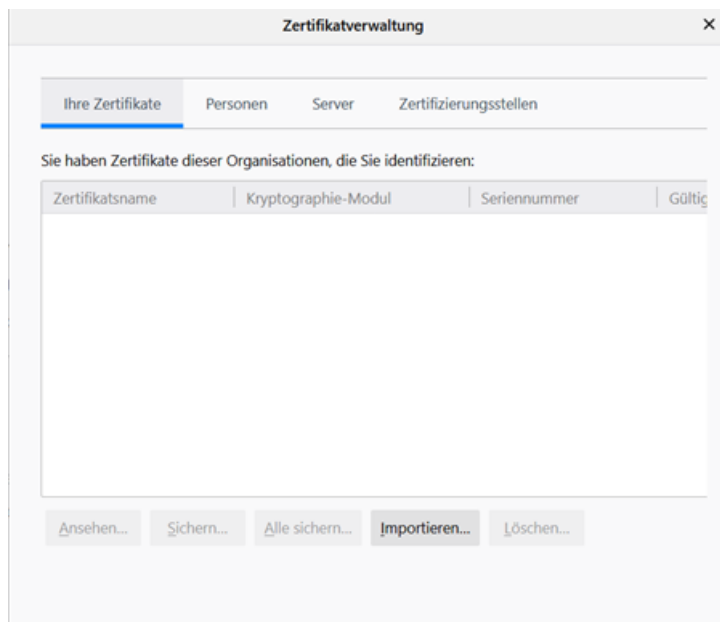 Zertifikatverwaltung
Ihre Zertifikate Personen Server Zertifizierungsstellen
Sie haben Zertifikate dieser Organisationen, die Sie identifizieren:
Zertifikatsname Kryptographie-Modul Seriennummer Gültig
Ansehen... Sichern... Alle sichern... Importieren... Löschen...